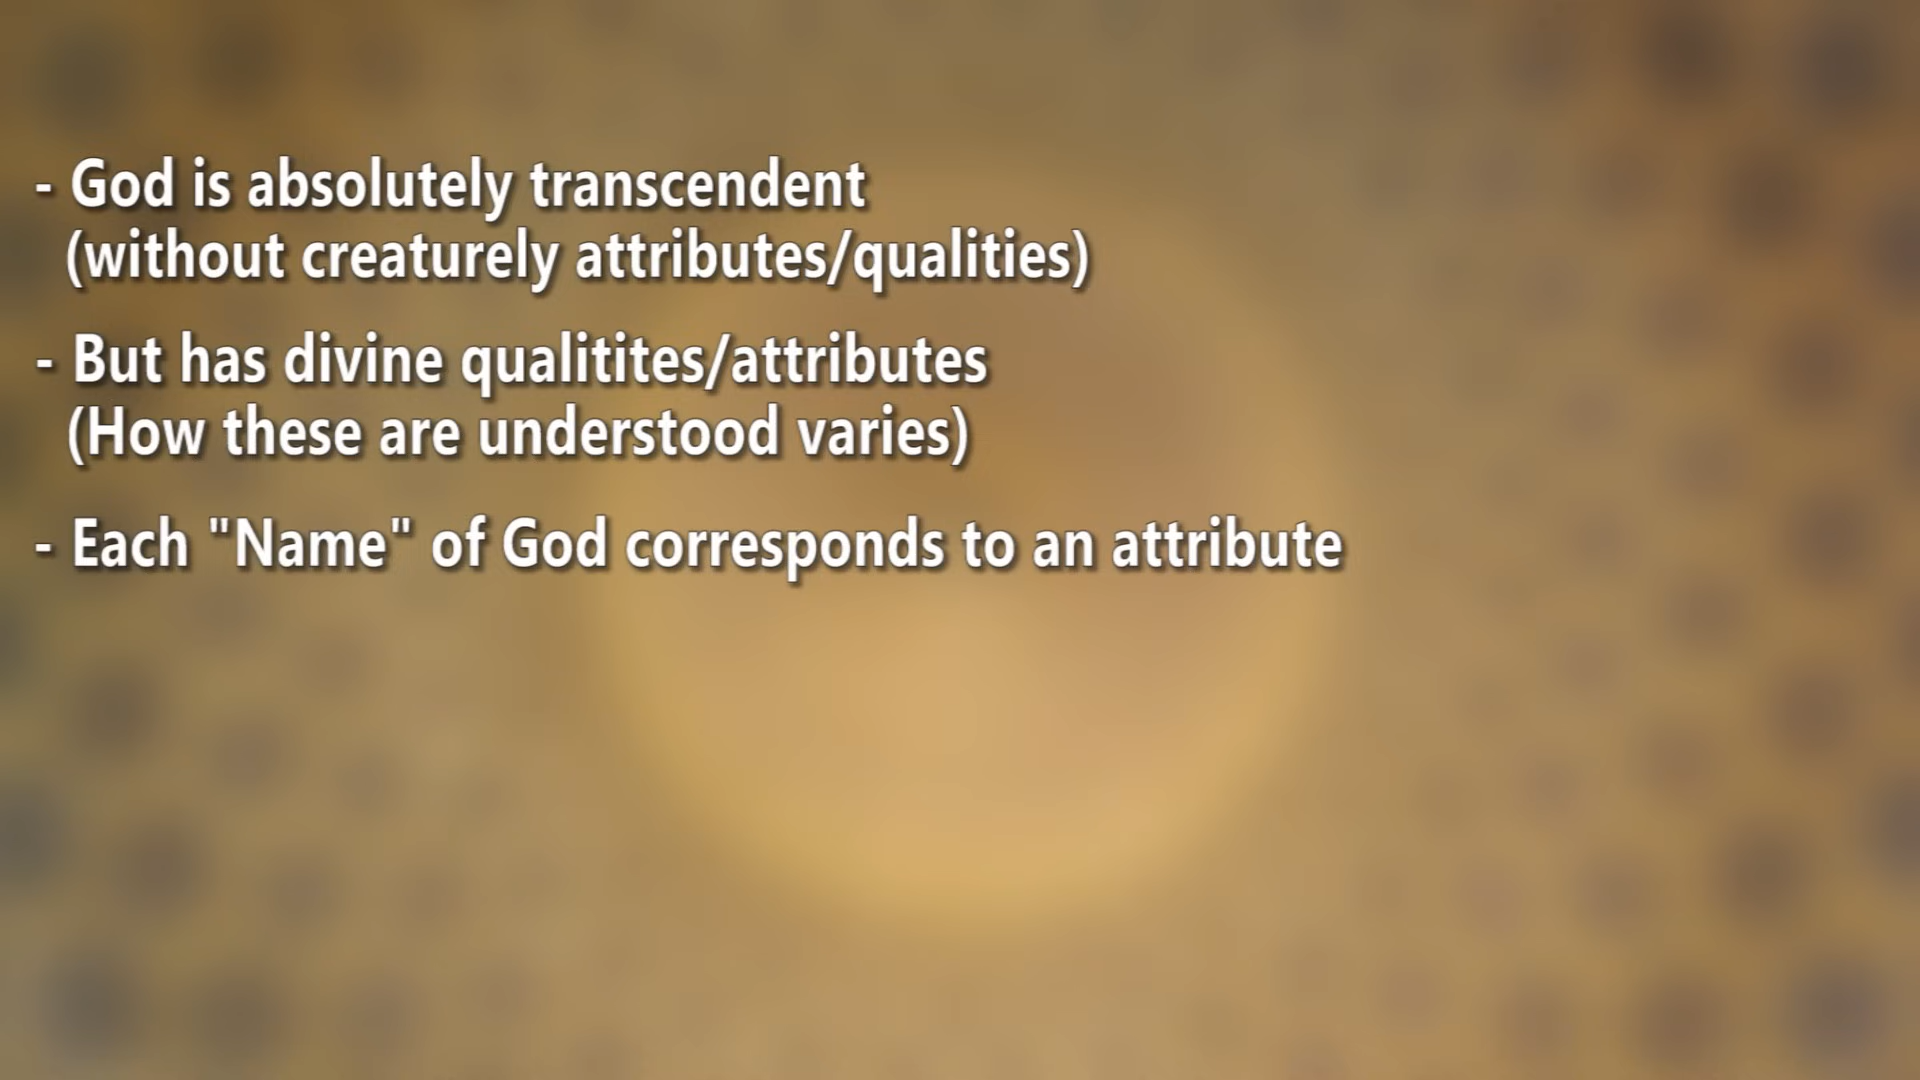 - God is absolutely transcendent
(without creaturely attributes/qualities)
- But has divine qualitites/attributes
(How these are understood varies)
- Each "Name" of God corresponds to an attribute